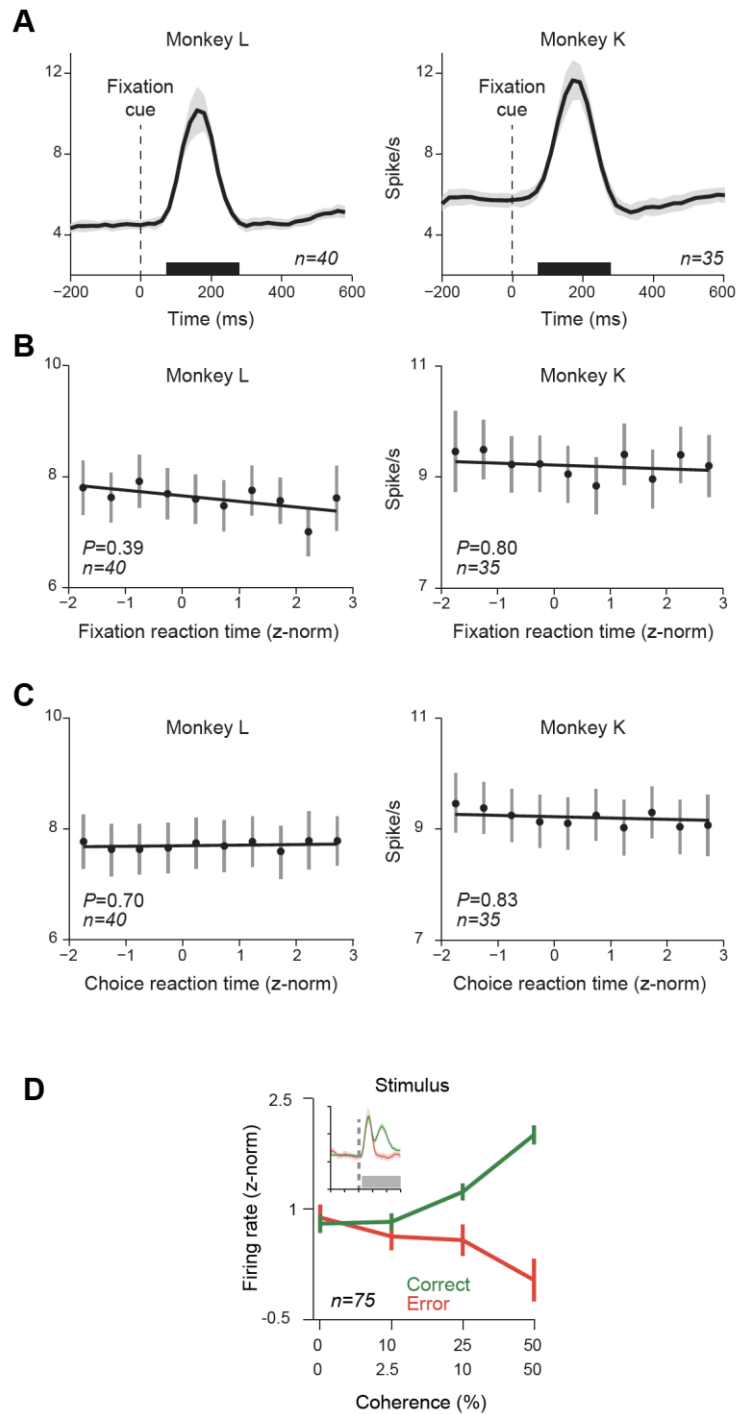 A
Monkey L
Monkey K
12
8
4
Fixation
cue
n=40
−200 0 200 400 600
Time (ms)
Spike/s
12
8
4
Fixation
cue
n=35
−200 0 200 400 600
Time (ms)
B
Monkey L
10
8
6
P=0.39
n=40
−2 −1 0 1 2 3
Fixation reaction time (z-norm)
Monkey K
Spike/s
11
9
7
P=0.80
n=35
−2 −1 0 1 2 3
Fixation reaction time (z-norm)
C
Monkey L
10
8
6
P=0.70
n=40
−2 −1 0 1 2 3
Choice reaction time (z-norm)
Monkey K
Spike/s
11
9
7
P=0.83
n=35
−2 −1 0 1 2 3
Choice reaction time (z-norm)
D
Stimulus
Firing rate (z-norm)
2.5
1
-0.5
Correct
Error
n=75
0 10 25 50
0 2.5 10 50
Coherence (%)